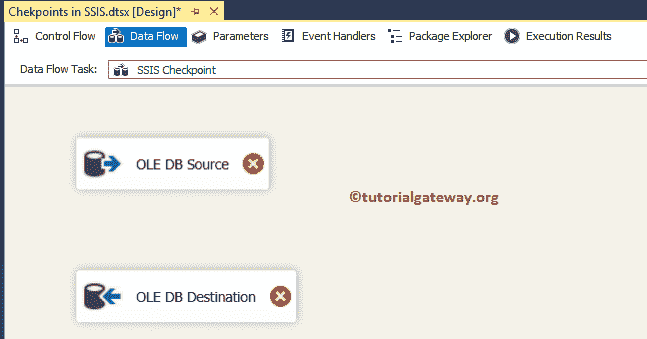 Chekpoints in SSIS.dtsx [Design]*
Control Flow Data Flow Parameters Event Handlers Package Explorer Execution Results
Data Flow Task: SSIS Checkpoint
OLE DB Source
©tutorialgateway.org
OLE DB Destination